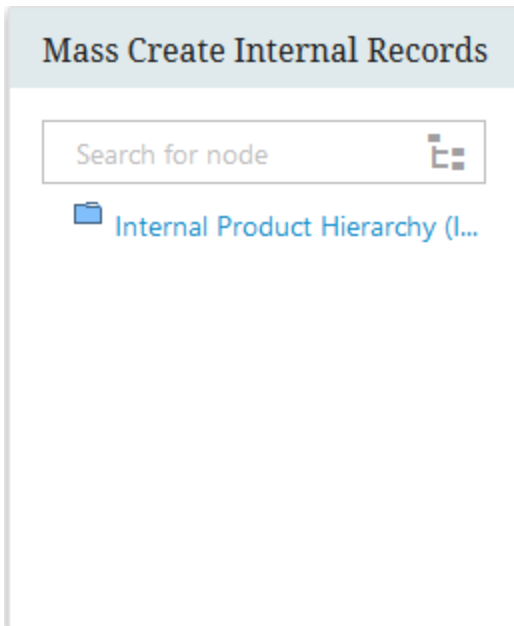 Mass Create Internal Records
Search for node
Internal Product Hierarchy (I...